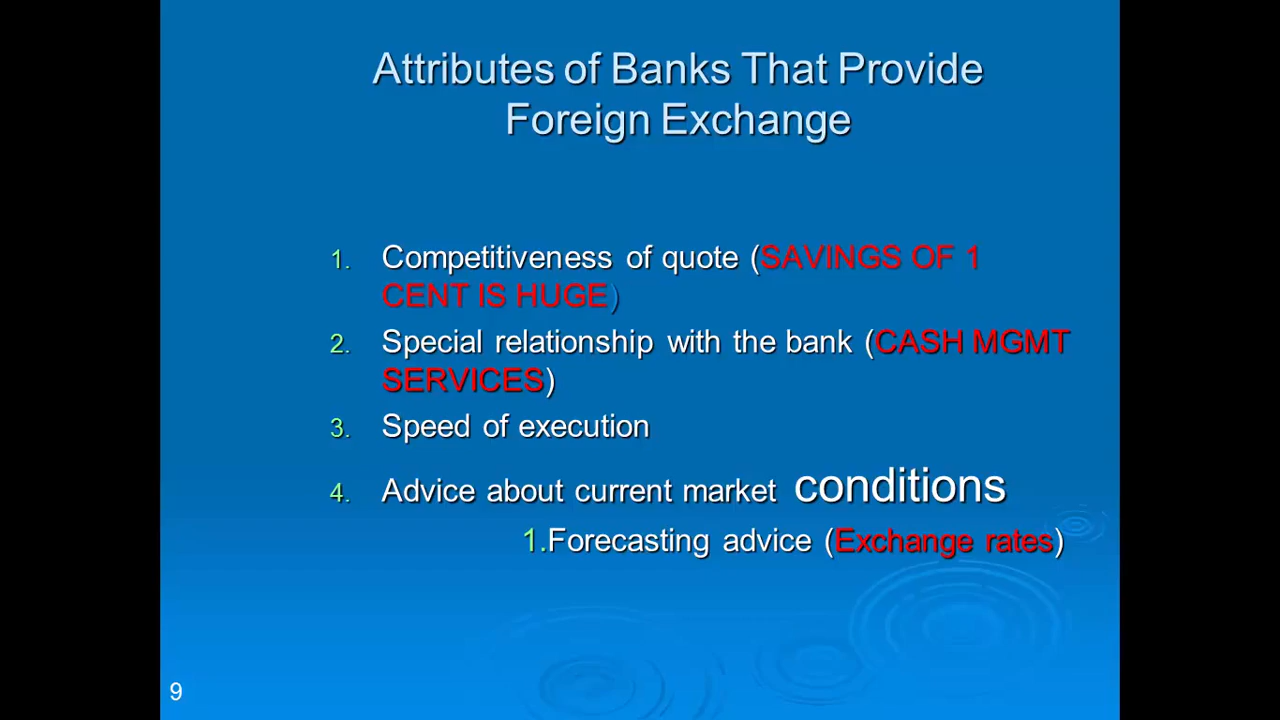 Attributes of Banks That Provide
Foreign Exchange
1. Competitiveness of quote (SAVINGS OF 1
CENT IS HUGE)
2. Special relationship with the bank (CASH MGMT
SERVICES)
3. Speed of execution
4. Advice about current market conditions
1.Forecasting advice (Exchange rates)
9